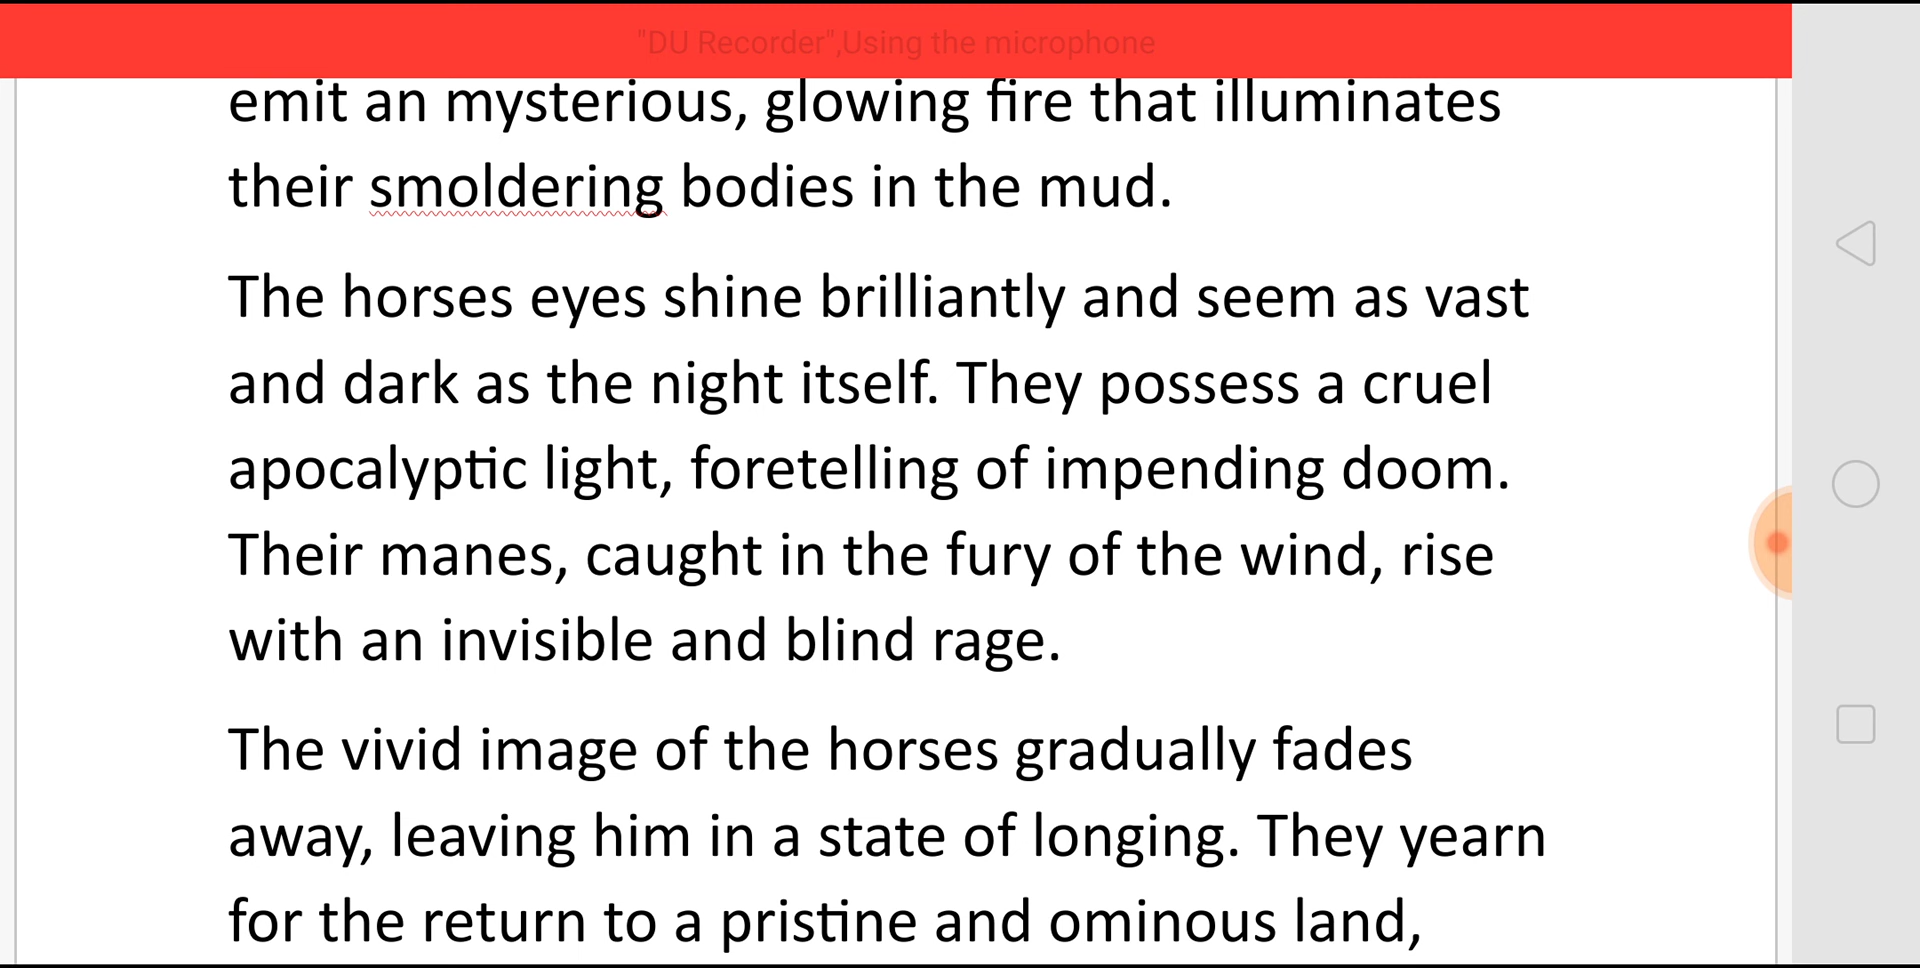 "DU Recorder",Using the microphone
emit an mysterious, glowing fire that illuminates
their smoldering bodies in the mud.
The horses eyes shine brilliantly and seem as vast
and dark as the night itself. They possess a cruel
apocalyptic light, foretelling of impending doom.
Their manes, caught in the fury of the wind, rise
with an invisible and blind rage.
The vivid image of the horses gradually fades
away, leaving him in a state of longing. They yearn
for the return to a pristine and ominous land,